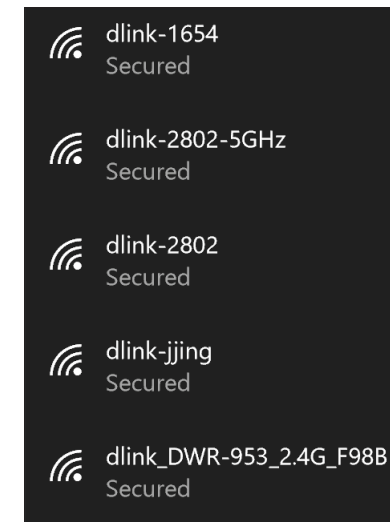 dlink-1654
Secured
dlink-2802-5GHz
Secured
dlink-2802
Secured
dlink-jjing
Secured
dlink_DWR-953_2.4G_F98B
Secured